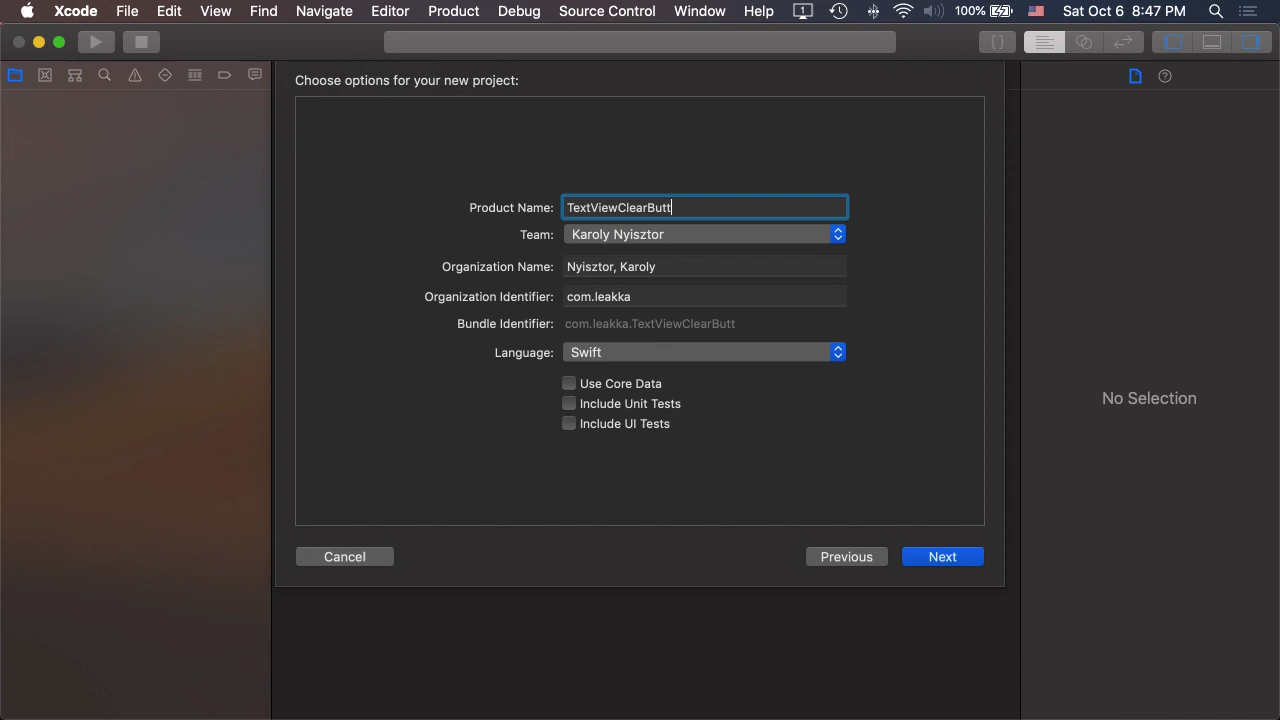 Xcode File Edit View Find Navigate Editor Product Debug Source Control Window Help 1 100% Sat Oct 6 8:47 PM
{ }
?
Choose options for your new project:
Product Name: TextViewClearButt
Team: Karoly Nyisztor
Organization Name: Nyisztor, Karoly
Organization Identifier: com.leakka
Bundle Identifier: com.leakka.TextViewClearButt
Language: Swift
Use Core Data
Include Unit Tests
Include UI Tests
No Selection
Cancel Previous Next